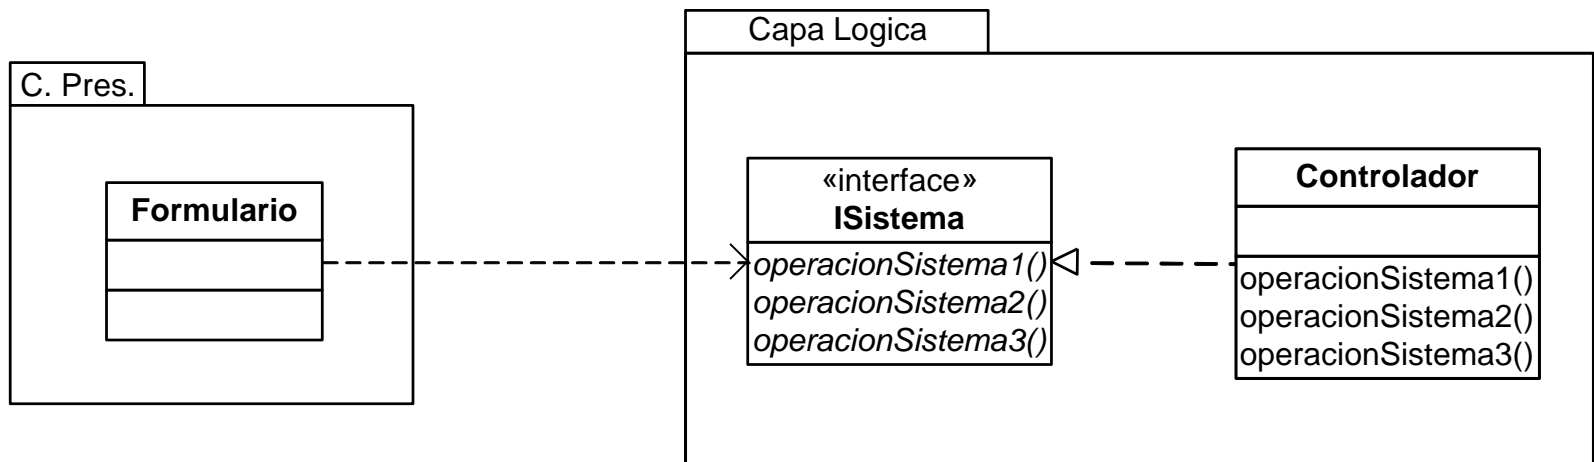 C. Pres.
Formulario
Capa Logica
«interface»
ISistema
operacionSistema1()
operacionSistema2()
operacionSistema3()
Controlador
operacionSistema1()
operacionSistema2()
operacionSistema3()